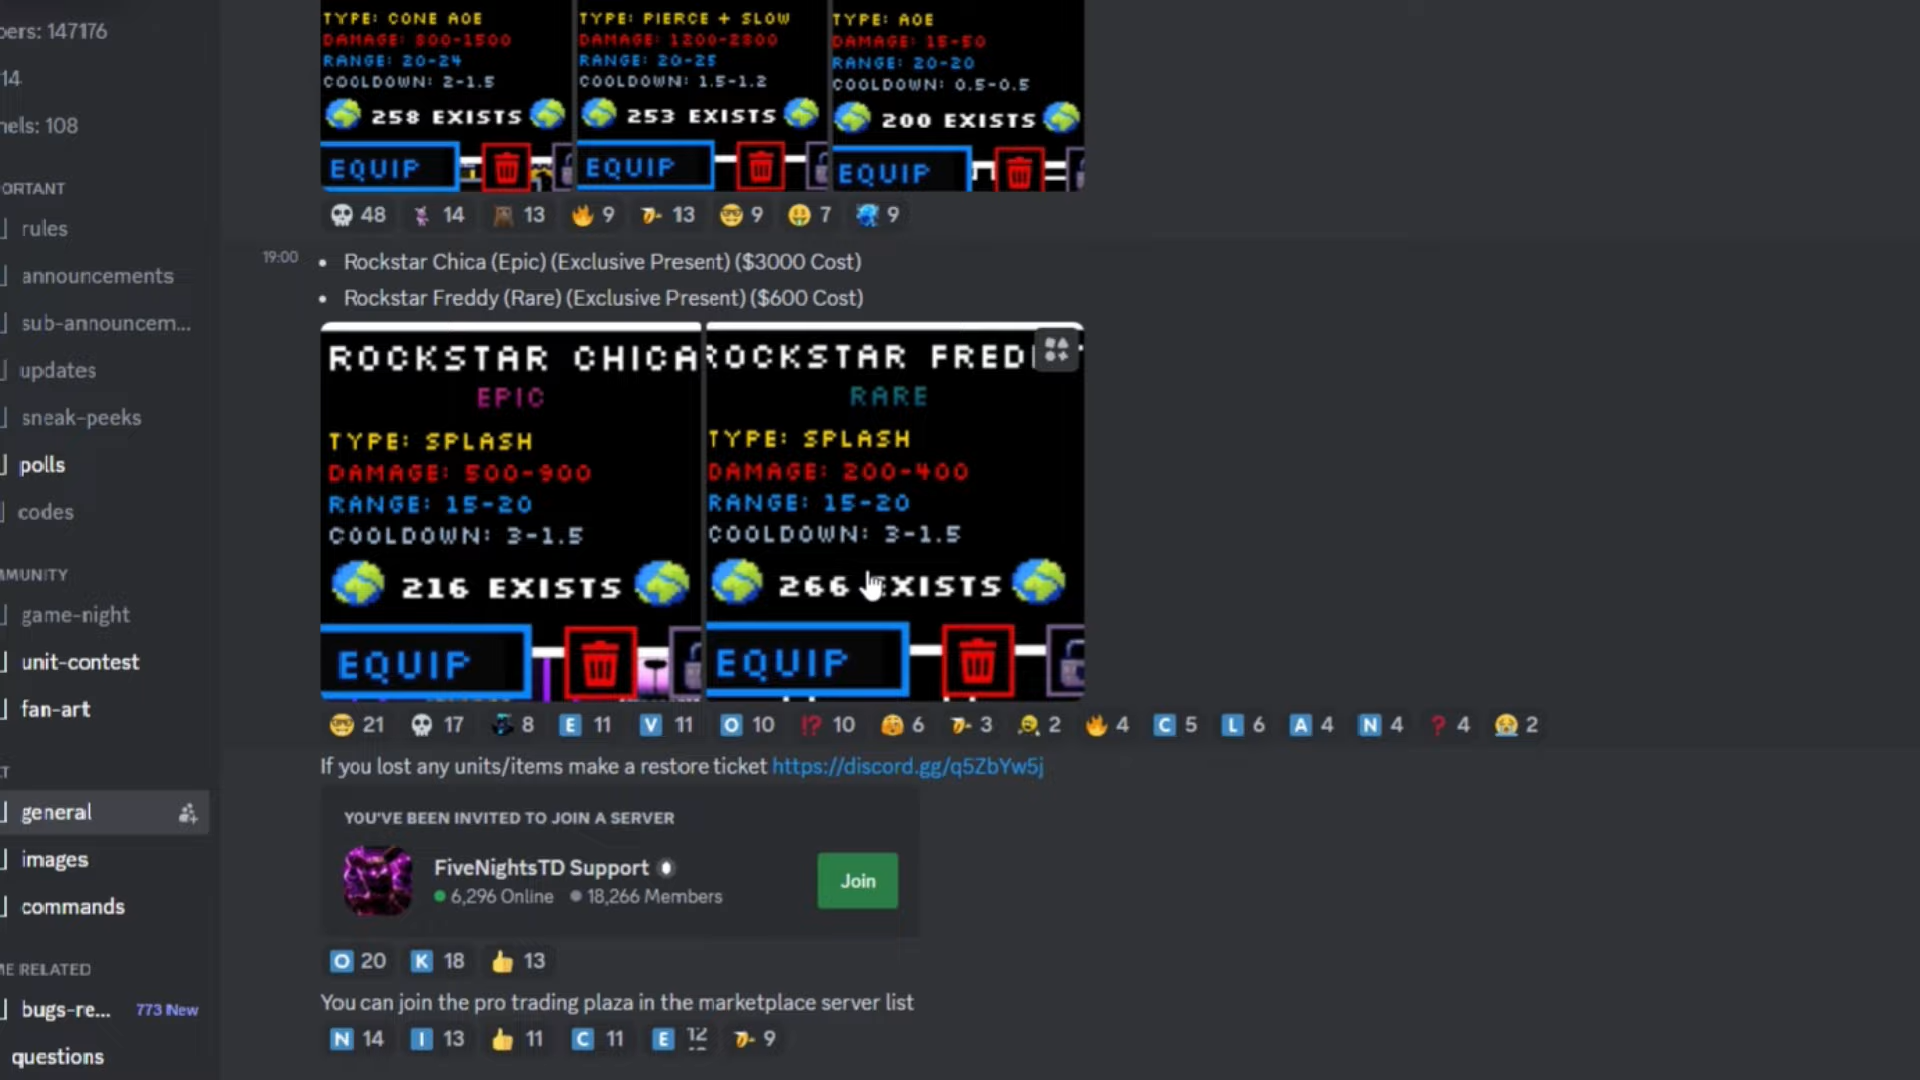 bers: 147176
14
nels: 108
ORTANT
rules
announcements
sub-announcem...
updates
sneak-peeks
polls
codes
MMUNITY
game-night
unit-contest
fan-art
general
images
commands
ME RELATED
bugs-re... 773 New
questions
TYPE: CONE AOE
DAMAGE: 800-1500
RANGE: 20-24
COOLDOWN: 2-1.5
258 EXISTS
EQUIP
TYPE: PIERCE + SLOW
DAMAGE: 1200-2800
RANGE: 20-25
COOLDOWN: 1.5-1.2
253 EXISTS
EQUIP
TYPE: AOE
DAMAGE: 15-50
RANGE: 20-20
COOLDOWN: 0.5-0.5
200 EXISTS
EQUIP
48 14 13 9 13 9 7 9
19:00
• Rockstar Chica (Epic) (Exclusive Present) ($3000 Cost)
• Rockstar Freddy (Rare) (Exclusive Present) ($600 Cost)
ROCKSTAR CHICA
EPIC
TYPE: SPLASH
DAMAGE: 500-900
RANGE: 15-20
COOLDOWN: 3-1.5
216 EXISTS
EQUIP
ROCKSTAR FRED
RARE
TYPE: SPLASH
DAMAGE: 200-400
RANGE: 15-20
COOLDOWN: 3-1.5
266 EXISTS
EQUIP
21 17 8 E 11 V 11 O 10 !? 10 6 3 2 4 C 5 L 6 A 4 N 4 ? 4 2
If you lost any units/items make a restore ticket https://discord.gg/q5ZbYw5j
YOU'VE BEEN INVITED TO JOIN A SERVER
FiveNightsTD Support
6,296 Online 18,266 Members
Join
O 20 K 18 13
You can join the pro trading plaza in the marketplace server list
N 14 I 13 11 C 11 E 12 9